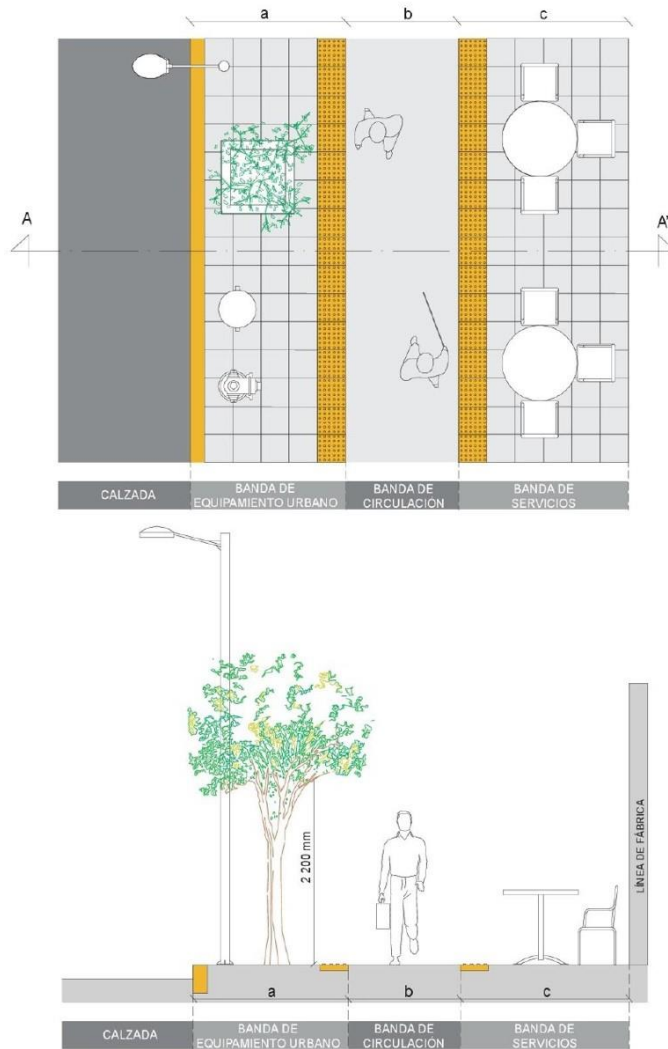 a
b
c
A
A'
CALZADA
BANDA DE
EQUIPAMIENTO URBANO
BANDA DE
CIRCULACIÓN
BANDA DE
SERVICIOS
2 200 mm
LÍNEA DE FÁBRICA
a
b
c
CALZADA
BANDA DE
EQUIPAMIENTO URBANO
BANDA DE
CIRCULACIÓN
BANDA DE
SERVICIOS